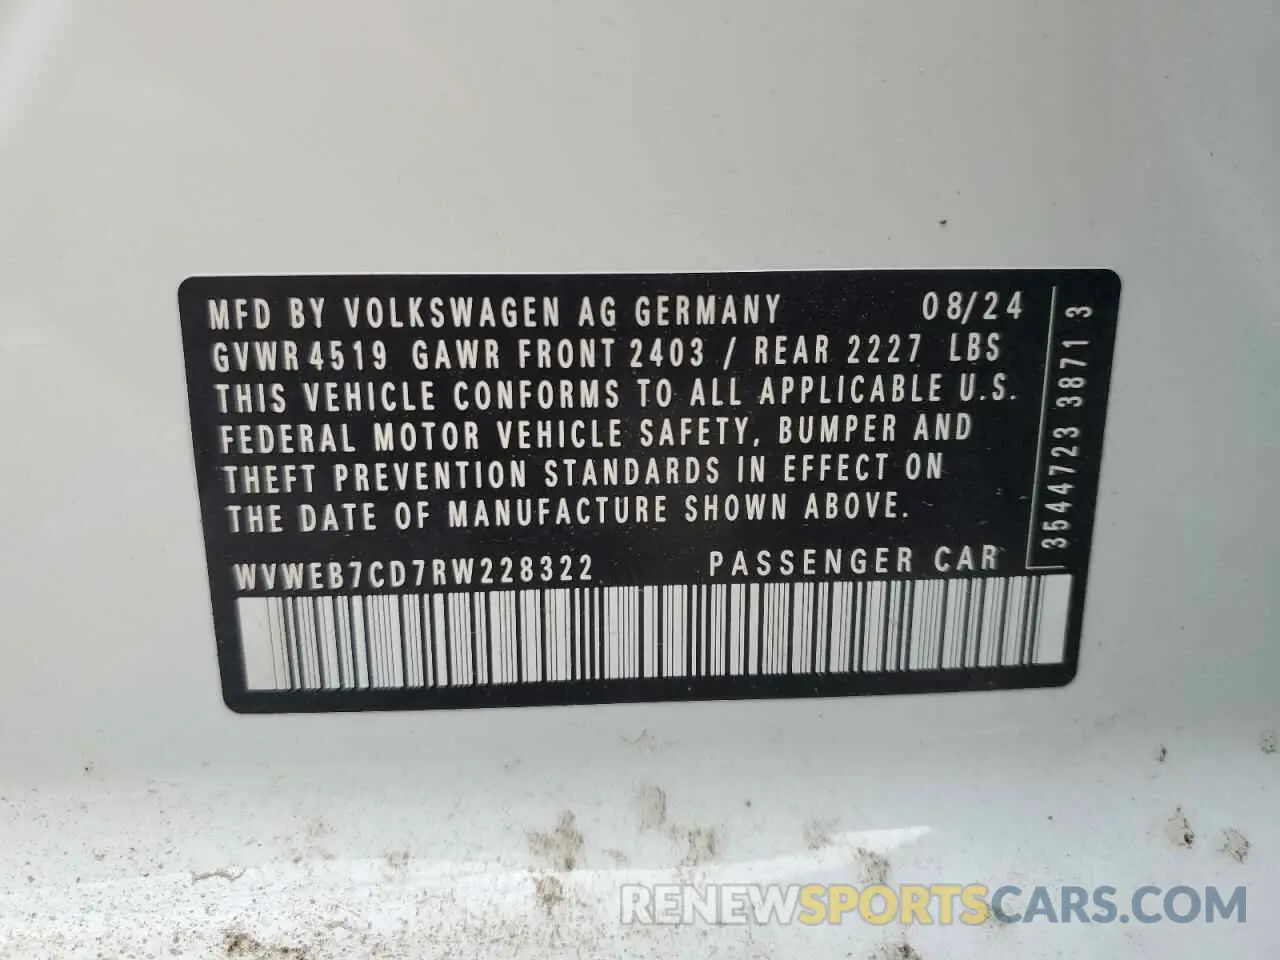 MFD BY VOLKSWAGEN AG GERMANY 08/24
GVWR 4519 GAWR FRONT 2403 / REAR 2227 LBS
THIS VEHICLE CONFORMS TO ALL APPLICABLE U.S.
FEDERAL MOTOR VEHICLE SAFETY, BUMPER AND
THEFT PREVENTION STANDARDS IN EFFECT ON
THE DATE OF MANUFACTURE SHOWN ABOVE.
WVWEB7CD7RW228322 PASSENGER CAR
3544723 3871 3
RENEWSPORTSCARS.COM